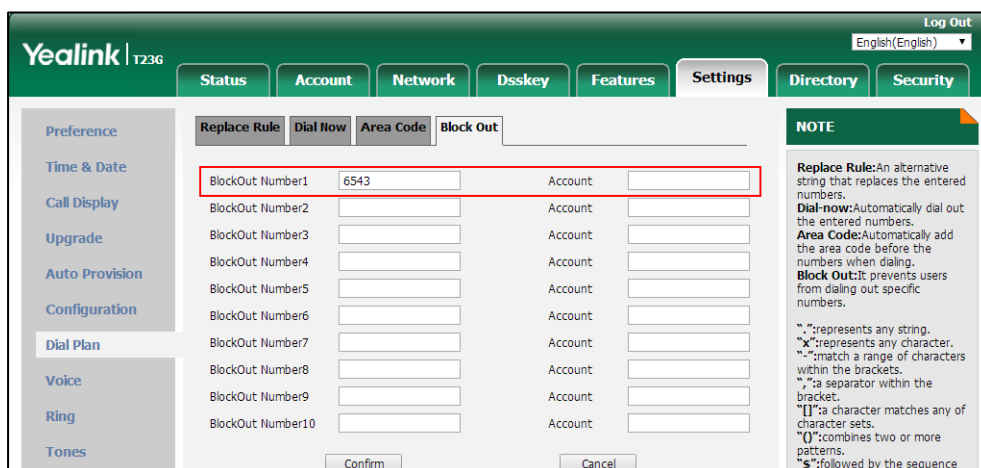 Log Out
Yealink T23G
English(English)
Status Account Network Dsskey Features Settings Directory Security
Preference
Time & Date
Call Display
Upgrade
Auto Provision
Configuration
Dial Plan
Voice
Ring
Tones
Replace Rule Dial Now Area Code Block Out
BlockOut Number1 6543 Account
BlockOut Number2 Account
BlockOut Number3 Account
BlockOut Number4 Account
BlockOut Number5 Account
BlockOut Number6 Account
BlockOut Number7 Account
BlockOut Number8 Account
BlockOut Number9 Account
BlockOut Number10 Account
Confirm Cancel
NOTE
Replace Rule:An alternative
string that replaces the entered
numbers.
Dial-now:Automatically dial out
the entered numbers.
Area Code:Automatically add
the area code before the
numbers when dialing.
Block Out:It prevents users
from dialing out specific
numbers.
".":represents any string.
"x":represents any character.
"-":match a range of characters
within the brackets.
",":a separator within the
bracket.
"[]":a character matches any of
character sets.
"()":combines two or more
patterns.
"$":followed by the sequence